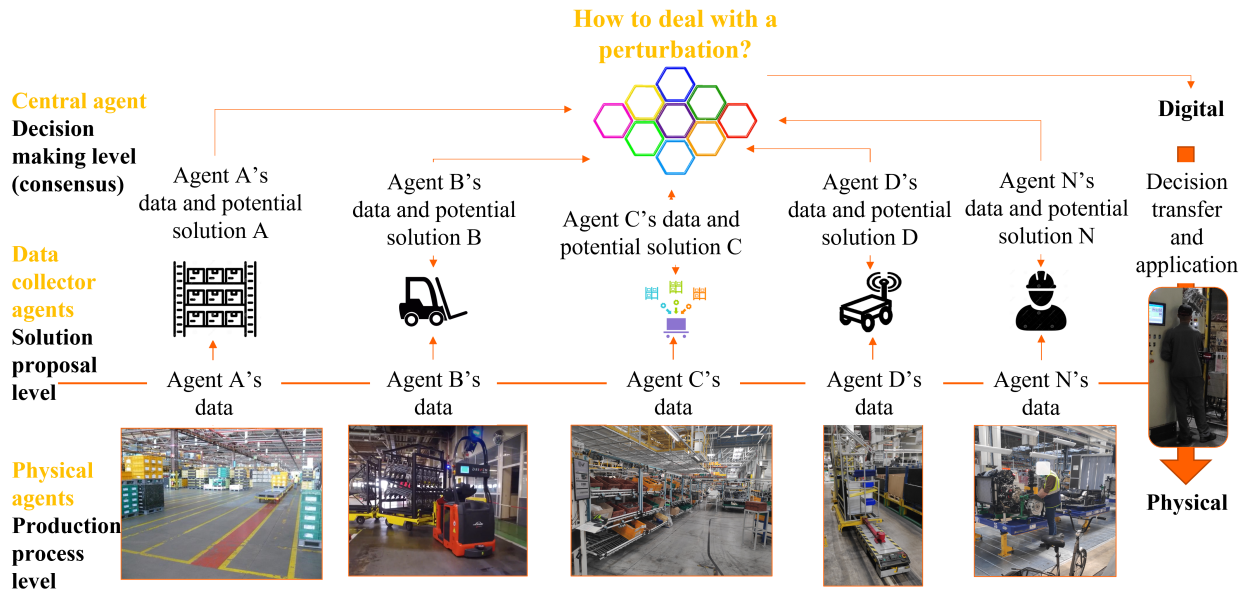 How to deal with a
perturbation?
Central agent
Decision
making level
(consensus)
Agent A's
data and potential
solution A
Agent B's
data and potential
solution B
Agent C's data and
potential solution C
Agent D's
data and potential
solution D
Agent N's
data and potential
solution N
Digital
Decision
transfer
and
application
Data
collector
agents
Solution
proposal
level
Agent A's
data
Agent B's
data
Agent C's
data
Agent D's
data
Agent N's
data
Physical
agents
Production
process
level
Physical